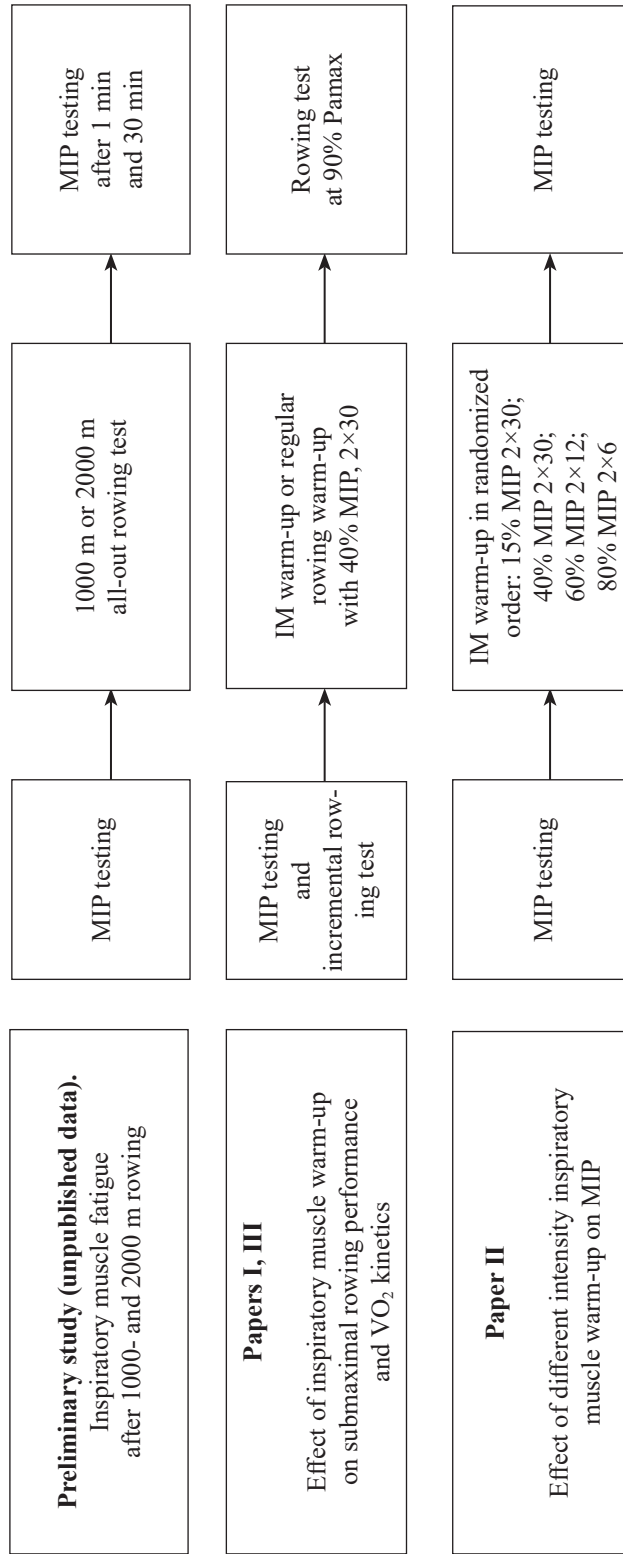 Preliminary study (unpublished data).
Inspiratory muscle fatigue
after 1000- and 2000 m rowing
MIP testing
1000 m or 2000 m
all-out rowing test
MIP testing
after 1 min
and 30 min
Papers I, III
Effect of inspiratory muscle warm-up
on submaximal rowing performance
and VO₂ kinetics
MIP testing
and
incremental row-
ing test
IM warm-up or regular
rowing warm-up
with 40% MIP, 2×30
Rowing test
at 90% Pamax
Paper II
Effect of different intensity inspiratory
muscle warm-up on MIP
MIP testing
IM warm-up in randomized
order: 15% MIP 2×30;
40% MIP 2×30;
60% MIP 2×12;
80% MIP 2×6
MIP testing